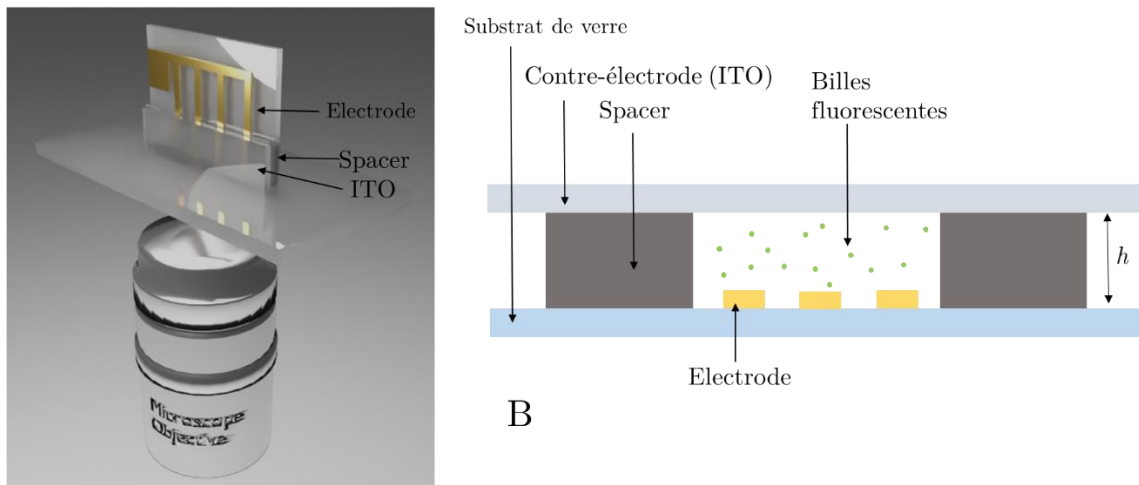 Electrode
Spacer
ITO
Microscope
Objective
Substrat de verre
Contre-électrode (ITO)
Spacer
Billes
fluorescentes
h
Electrode
B